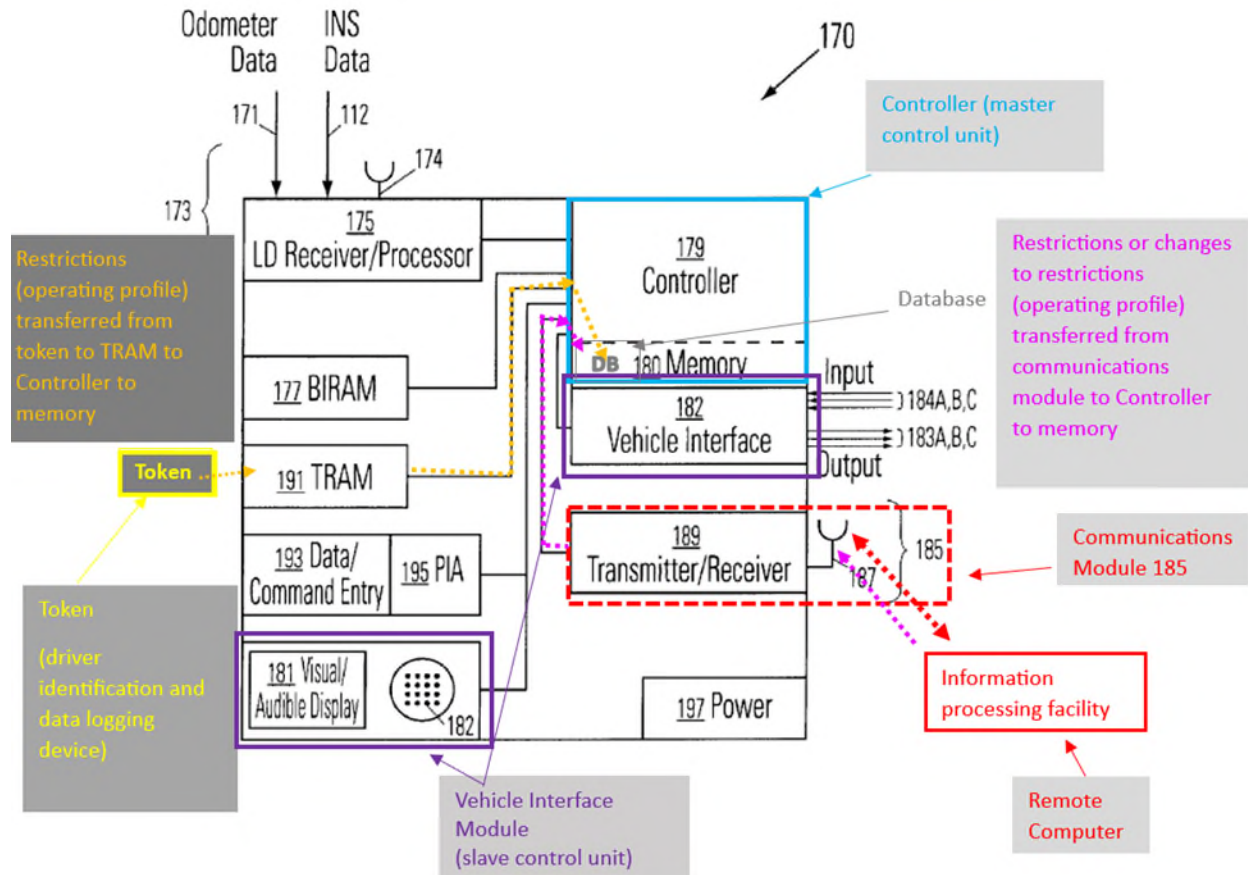 Odometer
Data
INS
Data
170
171
112
174
173
Controller (master
control unit)
175
LD Receiver/Processor
179
Controller
Restrictions
(operating profile)
transferred from
token to TRAM to
Controller to
memory
Restrictions or changes
to restrictions
(operating profile)
transferred from
communications
module to Controller
to memory
Database
DB
180 Memory
177 BIRAM
Input
184A,B,C
182
Vehicle Interface
183A,B,C
Output
Token
191 TRAM
189
Transmitter/Receiver
187
185
Communications
Module 185
193 Data/
Command Entry
195 PIA
Token
(driver
identification and
data logging
device)
181 Visual/
Audible Display
182
197 Power
Information
processing facility
Vehicle Interface
Module
(slave control unit)
Remote
Computer